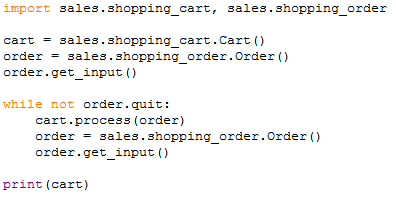 import sales.shopping_cart, sales.shopping_order

cart = sales.shopping_cart.Cart()
order = sales.shopping_order.Order()
order.get_input()

while not order.quit:
    cart.process(order)
    order = sales.shopping_order.Order()
    order.get_input()

print(cart)